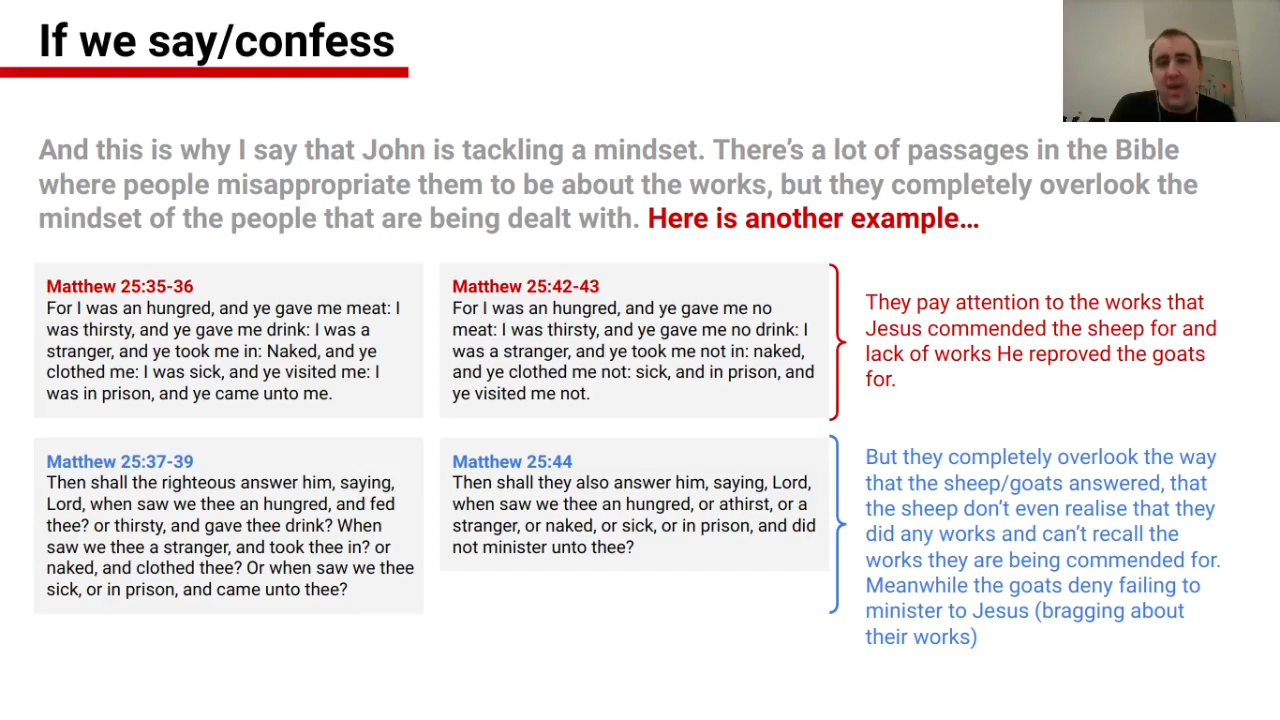 If we say/confess
And this is why I say that John is tackling a mindset. There's a lot of passages in the Bible
where people misappropriate them to be about the works, but they completely overlook the
mindset of the people that are being dealt with. Here is another example…
Matthew 25:35-36
For I was an hungred, and ye gave me meat: I
was thirsty, and ye gave me drink: I was a
stranger, and ye took me in: Naked, and ye
clothed me: I was sick, and ye visited me: I
was in prison, and ye came unto me.
Matthew 25:42-43
For I was an hungred, and ye gave me no
meat: I was thirsty, and ye gave me no drink: I
was a stranger, and ye took me not in: naked,
and ye clothed me not: sick, and in prison, and
ye visited me not.
They pay attention to the works that
Jesus commended the sheep for and
lack of works He reproved the goats
for.
Matthew 25:37-39
Then shall the righteous answer him, saying,
Lord, when saw we thee an hungred, and fed
thee? or thirsty, and gave thee drink? When
saw we thee a stranger, and took thee in? or
naked, and clothed thee? Or when saw we thee
sick, or in prison, and came unto thee?
Matthew 25:44
Then shall they also answer him, saying, Lord,
when saw we thee an hungred, or athirst, or a
stranger, or naked, or sick, or in prison, and did
not minister unto thee?
But they completely overlook the way
that the sheep/goats answered, that
the sheep don't even realise that they
did any works and can't recall the
works they are being commended for.
Meanwhile the goats deny failing to
minister to Jesus (bragging about
their works)